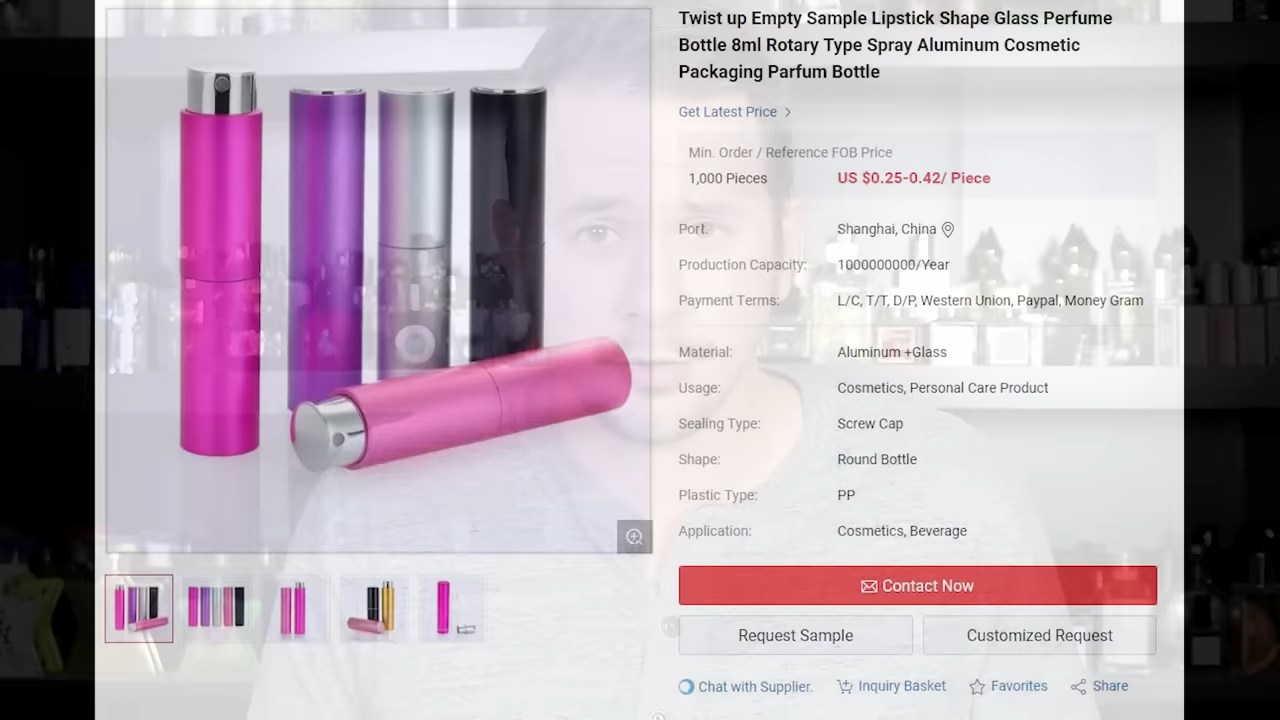 Twist up Empty Sample Lipstick Shape Glass Perfume
Bottle 8ml Rotary Type Spray Aluminum Cosmetic
Packaging Parfum Bottle
Get Latest Price >
Min. Order / Reference FOB Price
1,000 Pieces US $0.25-0.42/ Piece
Port: Shanghai, China
Production Capacity: 1000000000/Year
Payment Terms: L/C, T/T, D/P, Western Union, Paypal, Money Gram
Material: Aluminum +Glass
Usage: Cosmetics, Personal Care Product
Sealing Type: Screw Cap
Shape: Round Bottle
Plastic Type: PP
Application: Cosmetics, Beverage
Contact Now
Request Sample Customized Request
Chat with Supplier. Inquiry Basket Favorites Share